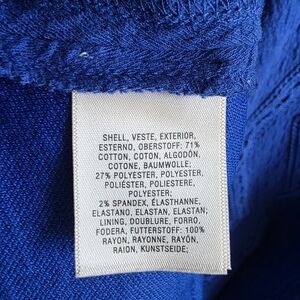 SHELL, VESTE, EXTERIOR,
ESTERNO, OBERSTOFF: 71%
COTTON, COTON, ALGODÓN,
COTONE, BAUMWOLLE;
27% POLYESTER, POLYESTER,
POLIÉSTER, POLIESTERE,
POLYESTER;
2% SPANDEX, ÉLASTHANNE,
ELASTANO, ELASTAN, ELASTAN;
LINING, DOUBLURE, FORRO,
FODERA, FUTTERSTOFF: 100%
RAYON, RAYONNE, RAYÓN,
RAION, KUNSTSEIDE;